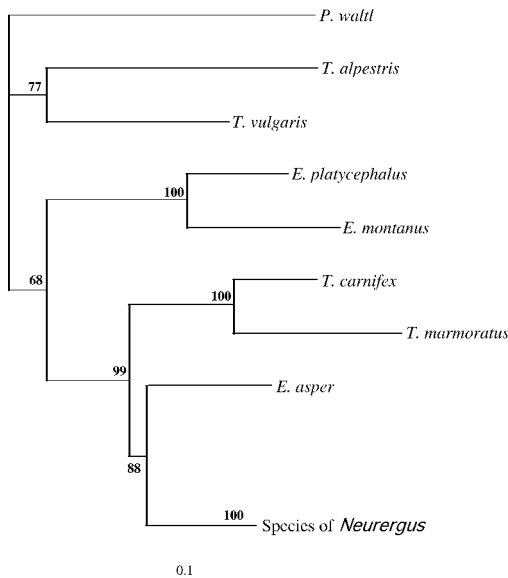 P. waltl
T. alpestris
77
T. vulgaris
E. platycephalus
100
E. montanus
68
T. carnifex
100
T. marmoratus
99
E. asper
88
100
Species of Neurergus
0.1